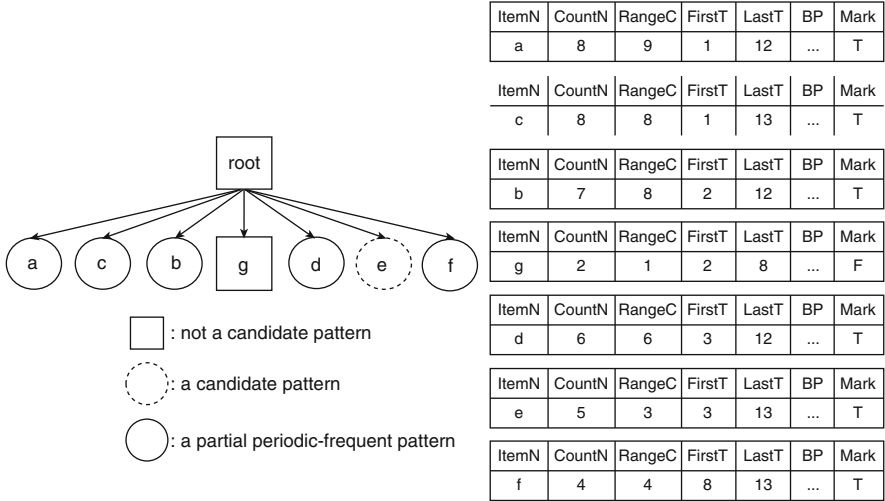 root
a c b g d e f
: not a candidate pattern
: a candidate pattern
: a partial periodic-frequent pattern
ItemN CountN RangeC FirstT LastT BP Mark
a 8 9 1 12 ... T
ItemN CountN RangeC FirstT LastT BP Mark
c 8 8 1 13 ... T
ItemN CountN RangeC FirstT LastT BP Mark
b 7 8 2 12 ... T
ItemN CountN RangeC FirstT LastT BP Mark
g 2 1 2 8 ... F
ItemN CountN RangeC FirstT LastT BP Mark
d 6 6 3 12 ... T
ItemN CountN RangeC FirstT LastT BP Mark
e 5 3 3 13 ... T
ItemN CountN RangeC FirstT LastT BP Mark
f 4 4 8 13 ... T